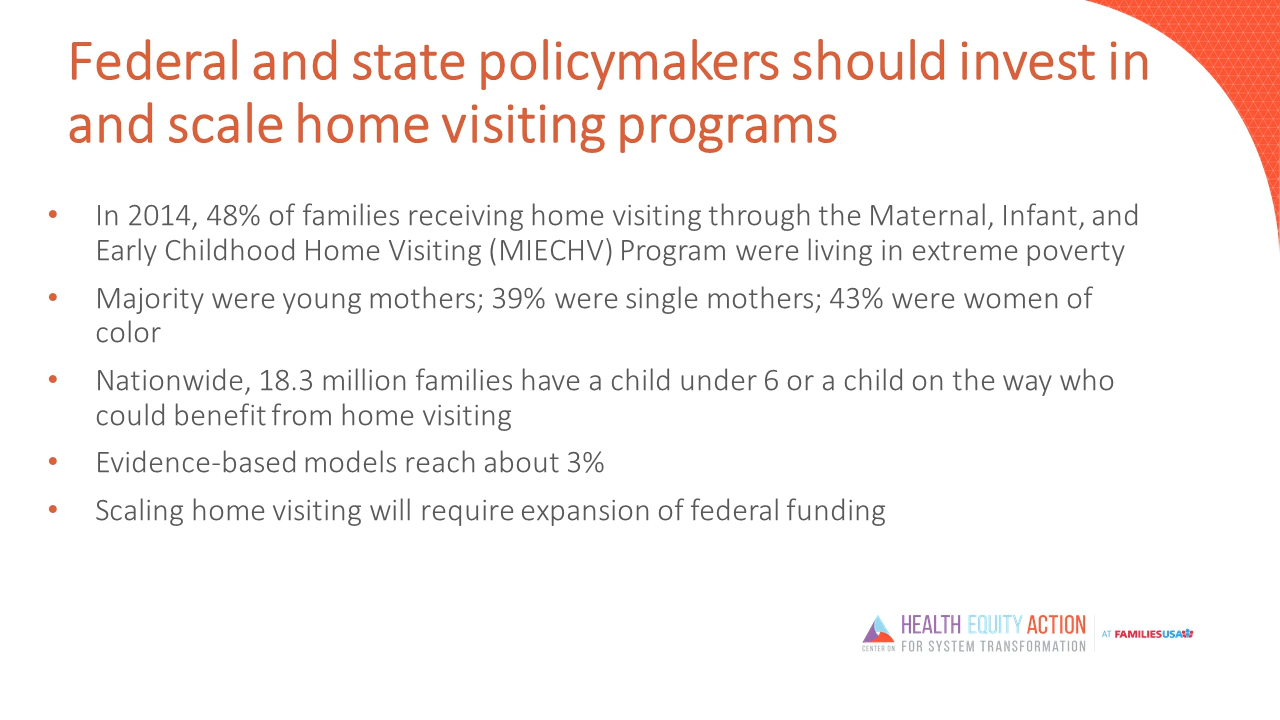 Federal and state policymakers should invest in
and scale home visiting programs
• In 2014, 48% of families receiving home visiting through the Maternal, Infant, and
Early Childhood Home Visiting (MIECHV) Program were living in extreme poverty
• Majority were young mothers; 39% were single mothers; 43% were women of
color
• Nationwide, 18.3 million families have a child under 6 or a child on the way who
could benefit from home visiting
• Evidence-based models reach about 3%
• Scaling home visiting will require expansion of federal funding
HEALTH EQUITY ACTION
CENTER ON FOR SYSTEM TRANSFORMATION
AT FAMILIESUSA